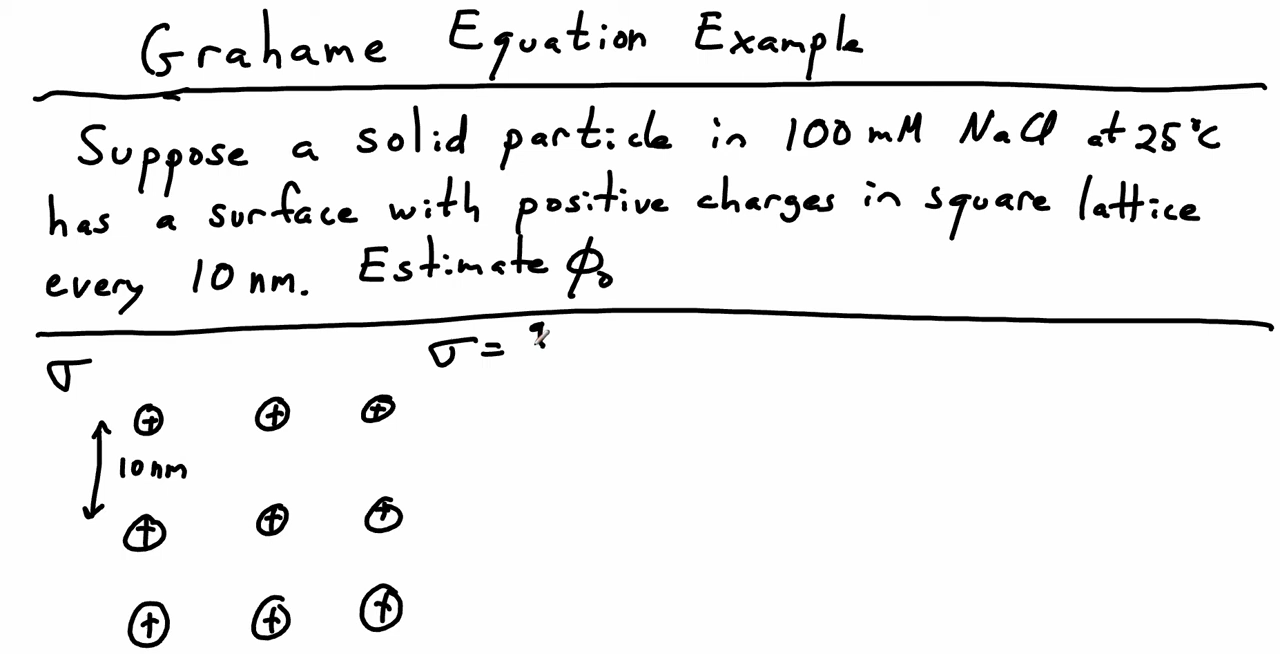 Grahame Equation Example
Suppose a solid particle in 100 mM NaCl at 25°C
has a surface with positive charges in square lattice
every 10 nm. Estimate ϕ₀
σ
σ =
+ + +
10 nm
+ + +
+ + +